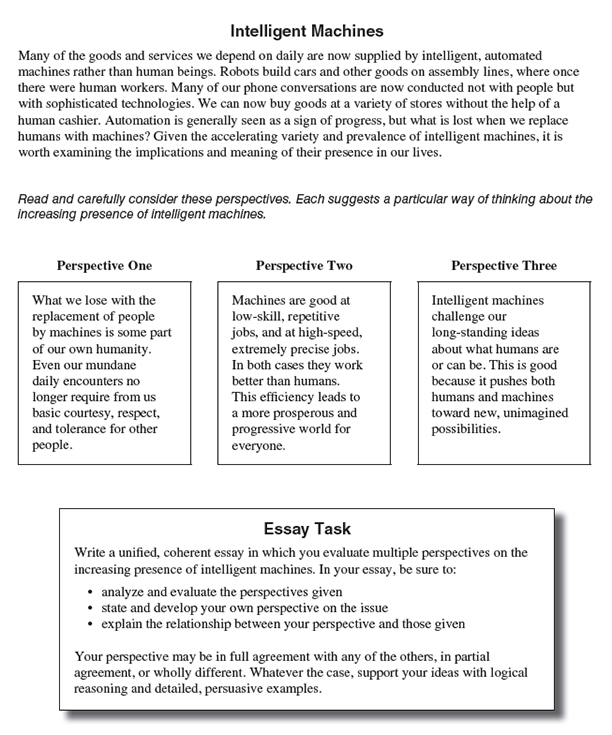 Intelligent Machines
Many of the goods and services we depend on daily are now supplied by intelligent, automated
machines rather than human beings. Robots build cars and other goods on assembly lines, where once
there were human workers. Many of our phone conversations are now conducted not with people but
with sophisticated technologies. We can now buy goods at a variety of stores without the help of a
human cashier. Automation is generally seen as a sign of progress, but what is lost when we replace
humans with machines? Given the accelerating variety and prevalence of intelligent machines, it is
worth examining the implications and meaning of their presence in our lives.
Read and carefully consider these perspectives. Each suggests a particular way of thinking about the
increasing presence of intelligent machines.
Perspective One
What we lose with the
replacement of people
by machines is some part
of our own humanity.
Even our mundane
daily encounters no
longer require from us
basic courtesy, respect,
and tolerance for other
people.
Perspective Two
Machines are good at
low-skill, repetitive
jobs, and at high-speed,
extremely precise jobs.
In both cases they work
better than humans.
This efficiency leads to
a more prosperous and
progressive world for
everyone.
Perspective Three
Intelligent machines
challenge our
long-standing ideas
about what humans are
or can be. This is good
because it pushes both
humans and machines
toward new, unimagined
possibilities.
Essay Task
Write a unified, coherent essay in which you evaluate multiple perspectives on the
increasing presence of intelligent machines. In your essay, be sure to:
• analyze and evaluate the perspectives given
• state and develop your own perspective on the issue
• explain the relationship between your perspective and those given
Your perspective may be in full agreement with any of the others, in partial
agreement, or wholly different. Whatever the case, support your ideas with logical
reasoning and detailed, persuasive examples.